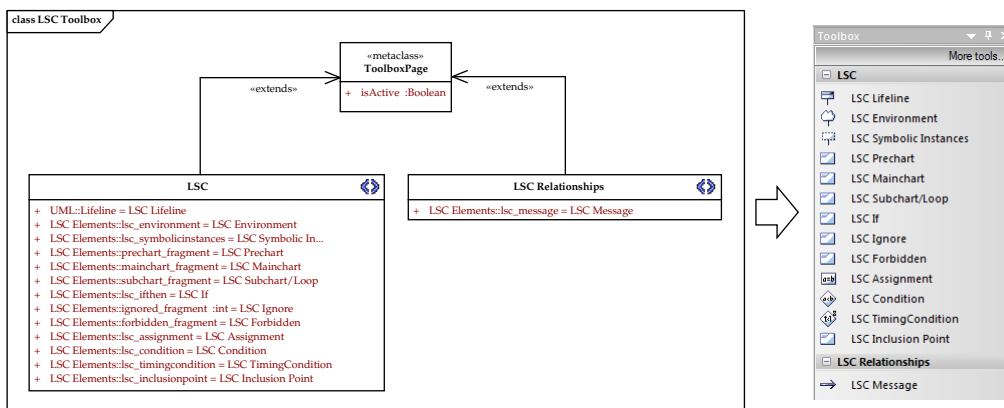 class LSC Toolbox
«metaclass»
ToolboxPage
+ isActive :Boolean
«extends»
«extends»
LSC
+ UML::Lifeline = LSC Lifeline
+ LSC Elements::lsc_environment = LSC Environment
+ LSC Elements::lsc_symbolicinstances = LSC Symbolic In...
+ LSC Elements::prechart_fragment = LSC Prechart
+ LSC Elements::mainchart_fragment = LSC Mainchart
+ LSC Elements::subchart_fragment = LSC Subchart/Loop
+ LSC Elements::lsc_ifthen = LSC If
+ LSC Elements::ignored_fragment :int = LSC Ignore
+ LSC Elements::forbidden_fragment = LSC Forbidden
+ LSC Elements::lsc_assignment = LSC Assignment
+ LSC Elements::lsc_condition = LSC Condition
+ LSC Elements::lsc_timingcondition = LSC TimingCondition
+ LSC Elements::lsc_inclusionpoint = LSC Inclusion Point
LSC Relationships
+ LSC Elements::lsc_message = LSC Message
Toolbox
More tools...
LSC
LSC Lifeline
LSC Environment
LSC Symbolic Instances
LSC Prechart
LSC Mainchart
LSC Subchart/Loop
LSC If
LSC Ignore
LSC Forbidden
a=b LSC Assignment
LSC Condition
LSC TimingCondition
LSC Inclusion Point
LSC Relationships
LSC Message